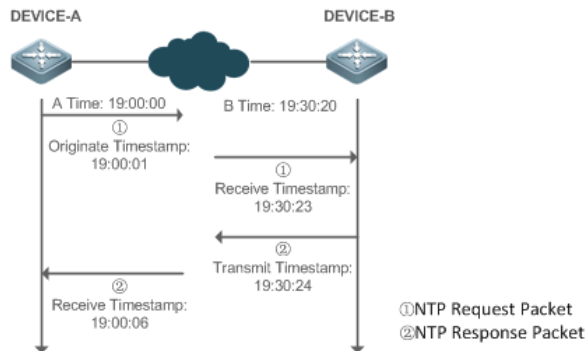 DEVICE-A
DEVICE-B
A Time: 19:00:00
B Time: 19:30:20
①
Originate Timestamp:
19:00:01
①
Receive Timestamp:
19:30:23
②
Transmit Timestamp:
19:30:24
②
Receive Timestamp:
19:00:06
①NTP Request Packet
②NTP Response Packet